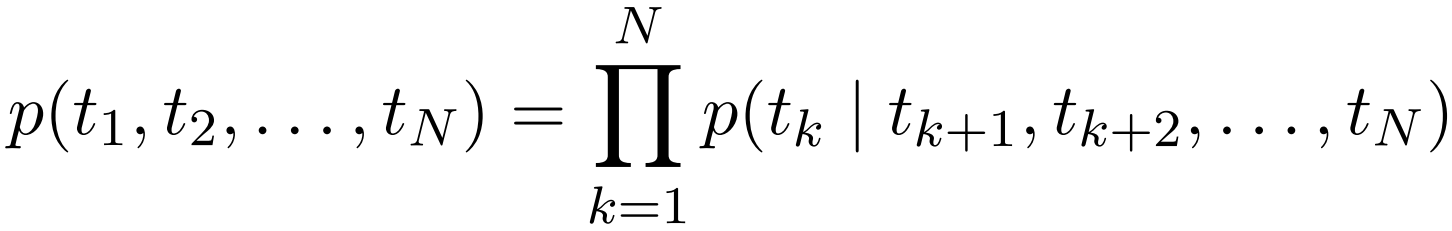 $$p(t_1, t_2, \ldots, t_N) = \prod_{k=1}^{N} p(t_k \mid t_{k+1}, t_{k+2}, \ldots, t_N)$$